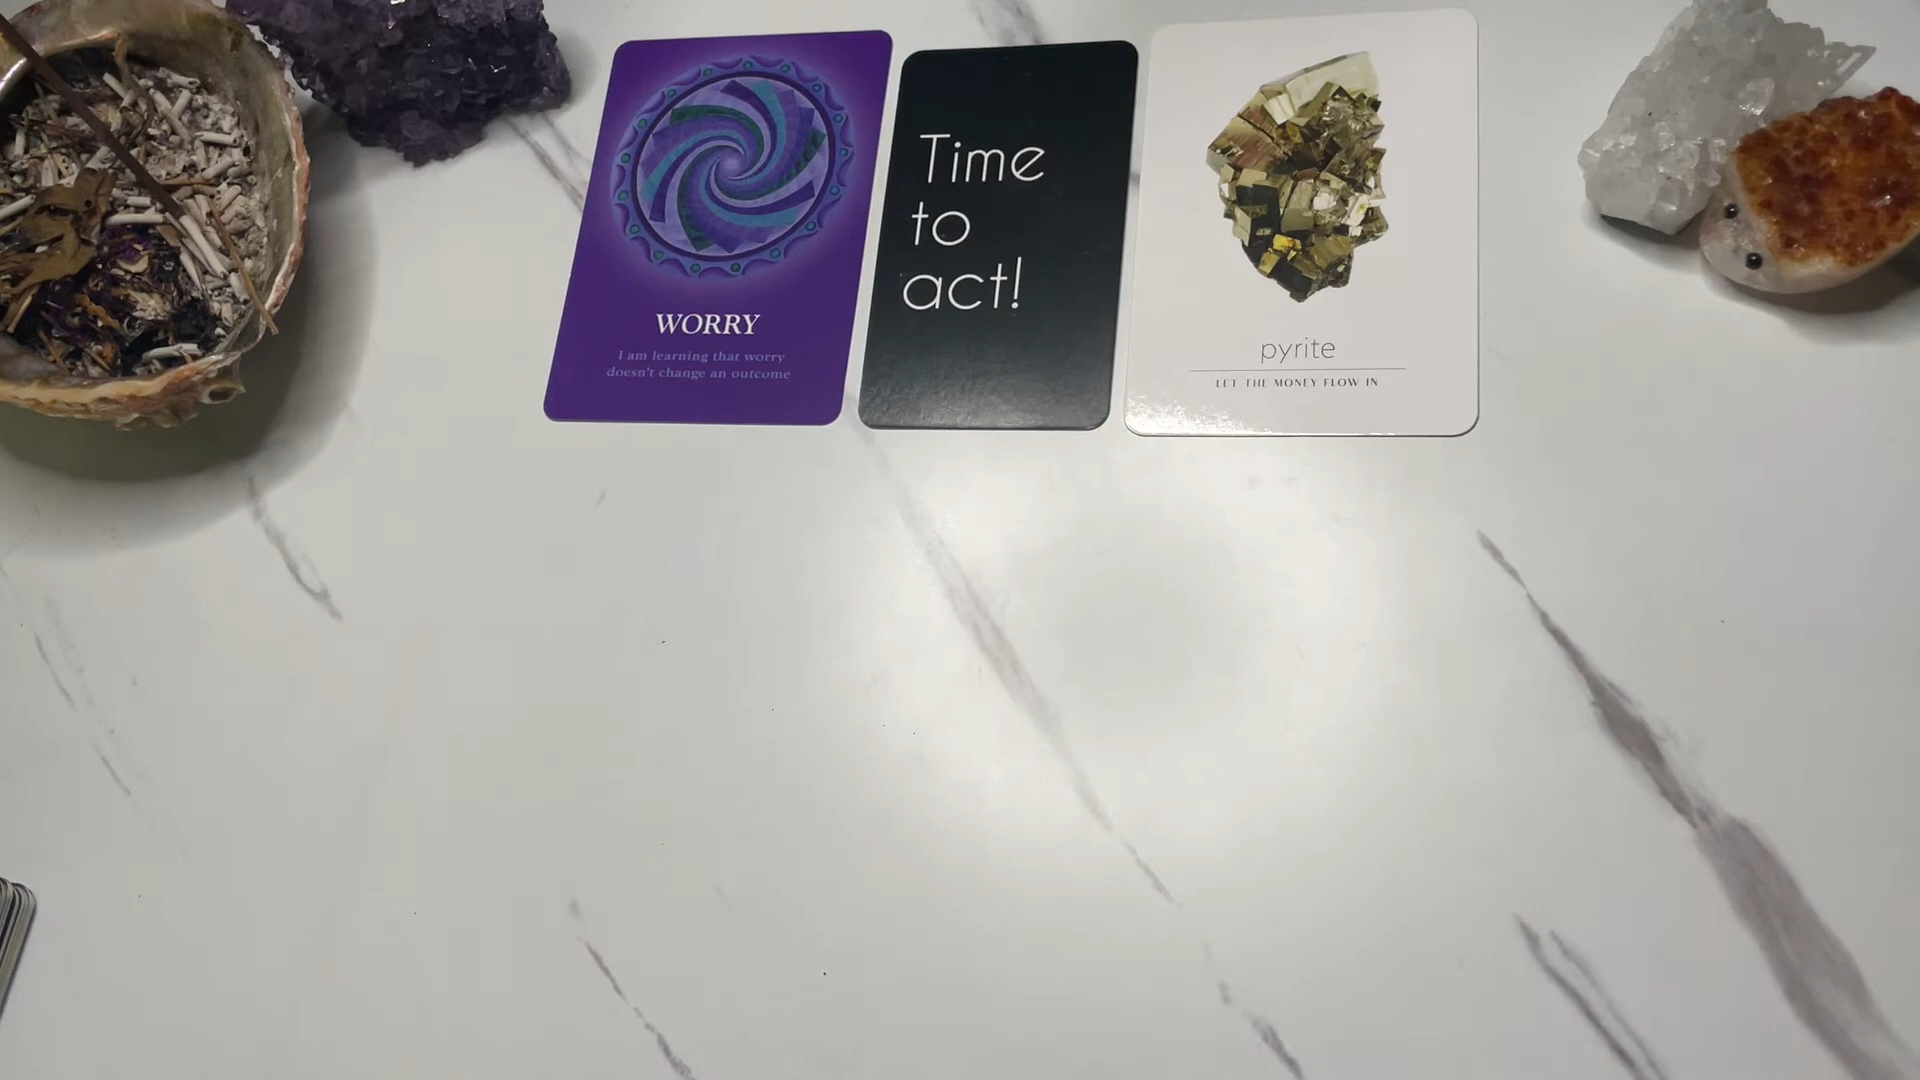 WORRY
I am learning that worry
doesn't change an outcome
Time
to
act!
pyrite
LET THE MONEY FLOW IN